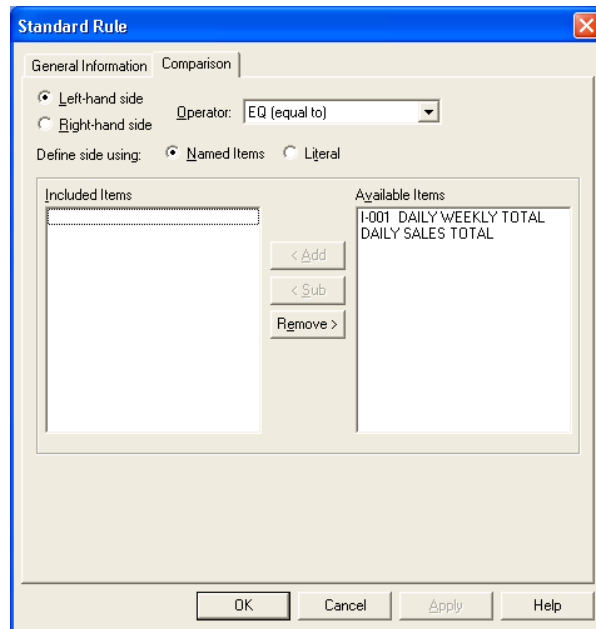 Standard Rule
General Information
Comparison
Left-hand side
Right-hand side
Operator:
EQ (equal to)
Define side using:
Named Items
Literal
Included Items
Available Items
I-001 DAILY WEEKLY TOTAL
DAILY SALES TOTAL
< Add
< Sub
Remove >
OK
Cancel
Apply
Help